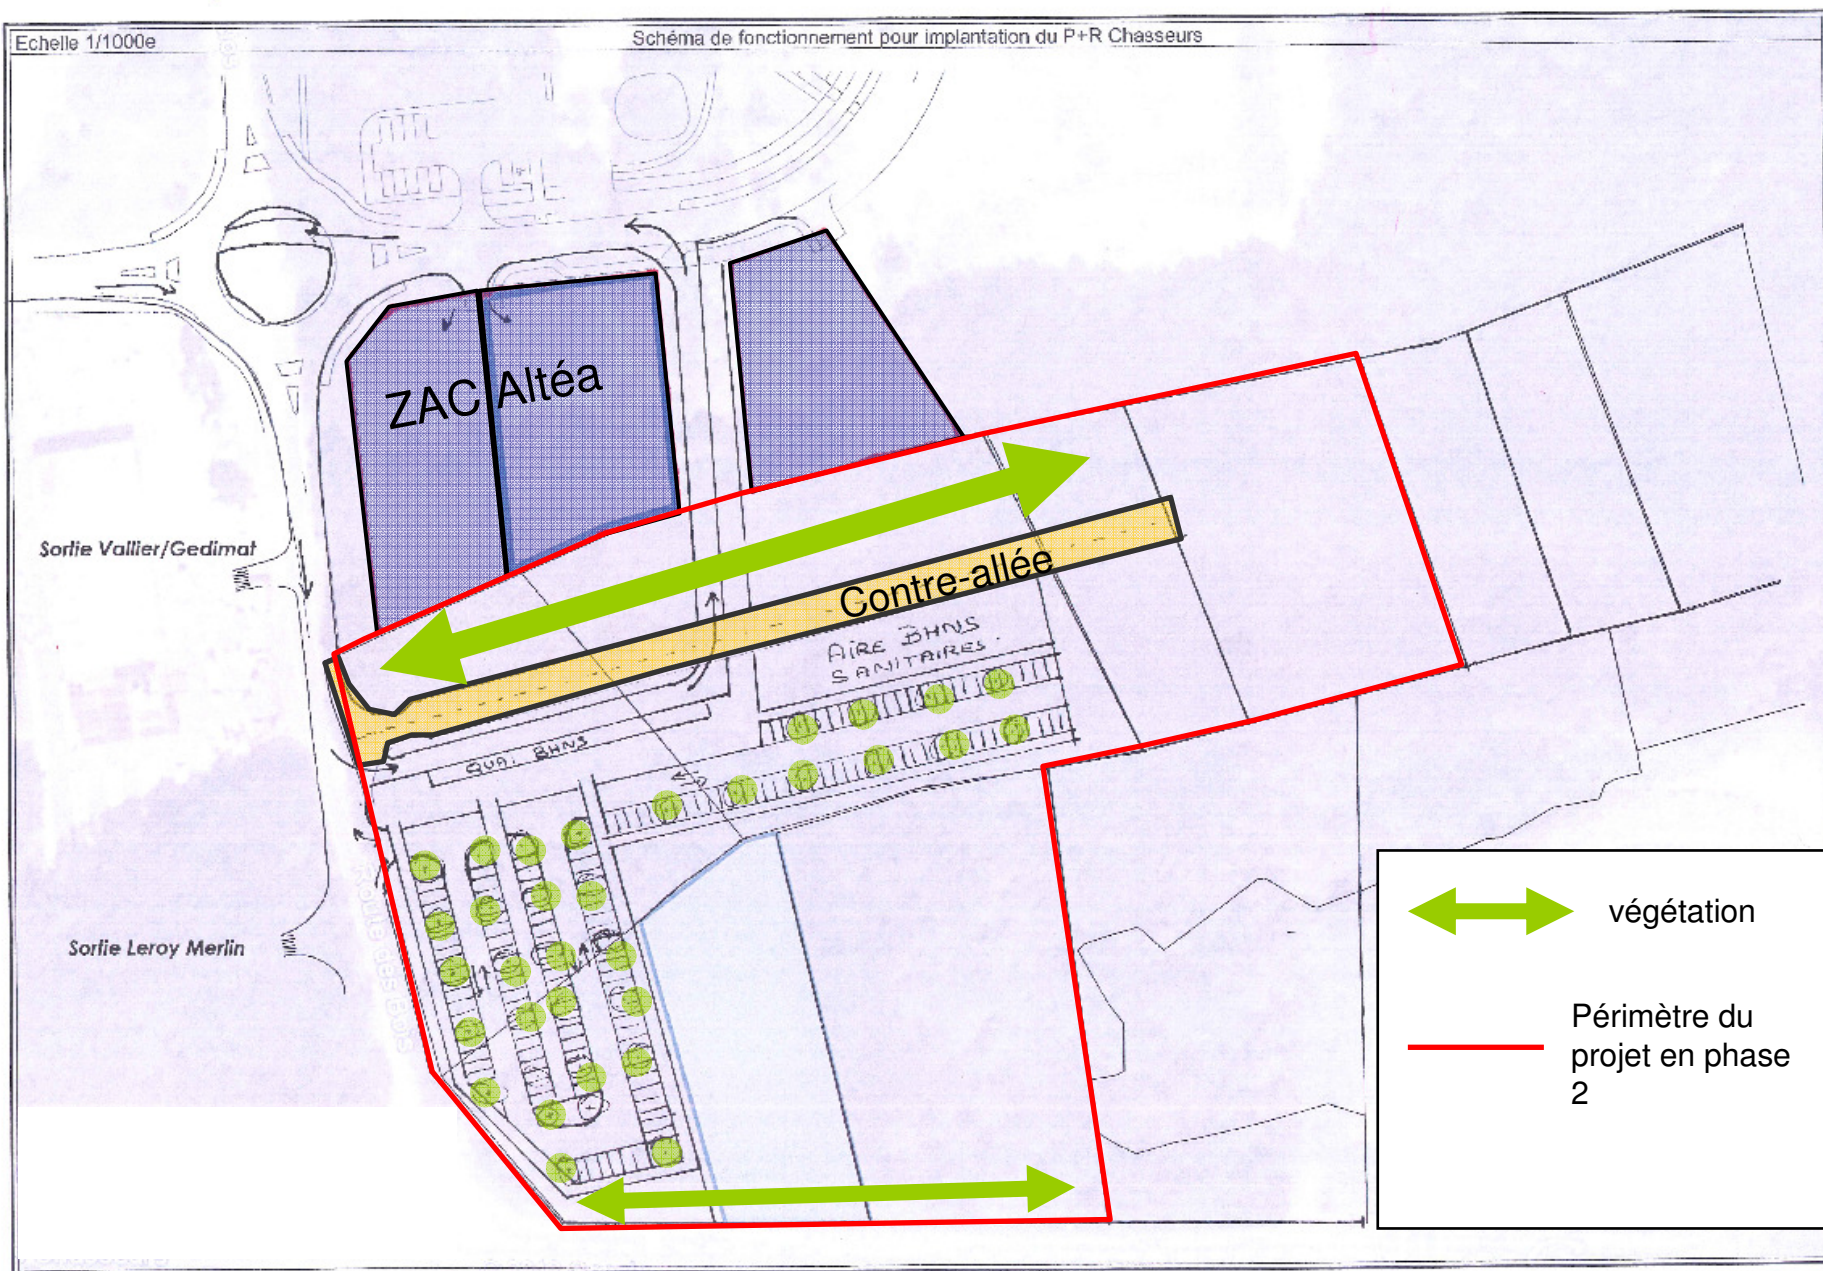 Echelle 1/1000e
Schéma de fonctionnement pour implantation du P+R Chasseurs
ZAC Altéa
Sortie Vallier/Gedimat
Contre-allée
AIRE BHNS
SANITAIRES
QUAI BHNS
Sortie Leroy Merlin
végétation
Périmètre du
projet en phase
2